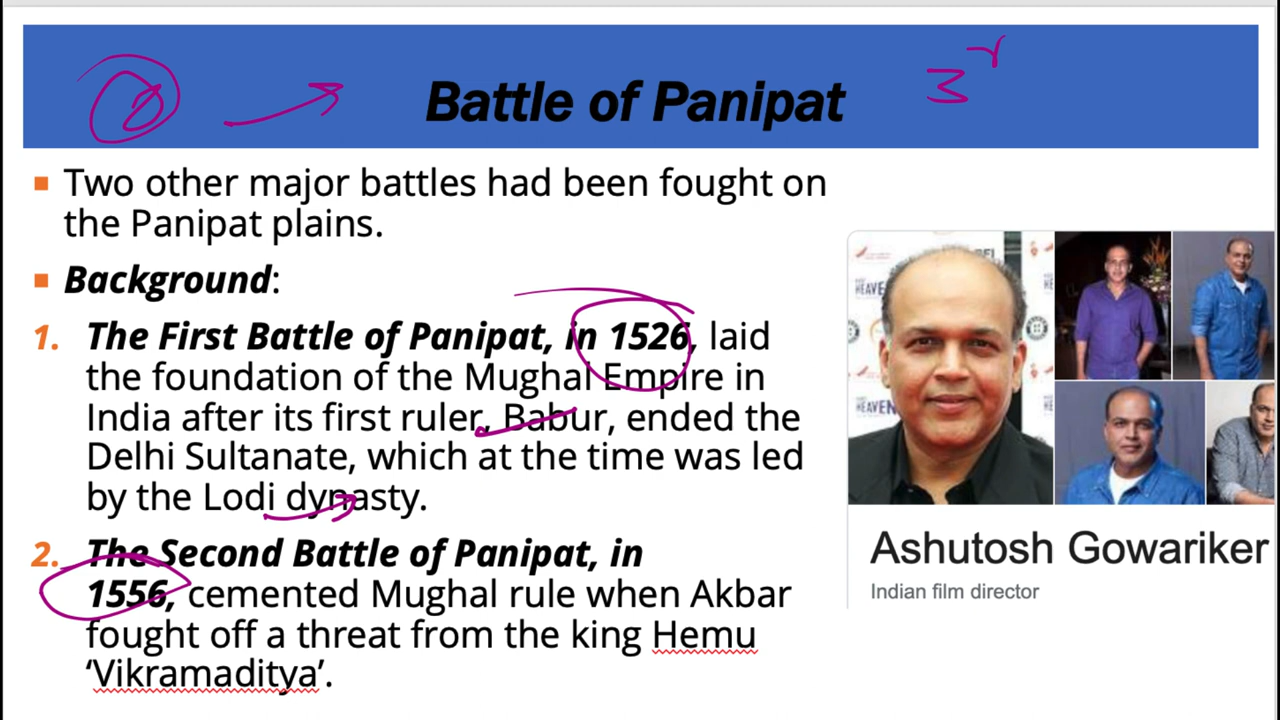 Battle of Panipat
3
▪ Two other major battles had been fought on
the Panipat plains.
▪ Background:
1. The First Battle of Panipat, in 1526, laid
the foundation of the Mughal Empire in
India after its first ruler, Babur, ended the
Delhi Sultanate, which at the time was led
by the Lodi dynasty.
2. The Second Battle of Panipat, in
1556, cemented Mughal rule when Akbar
fought off a threat from the king Hemu
‘Vikramaditya’.
HEAVEN
HEAVEN
Ashutosh Gowariker
Indian film director